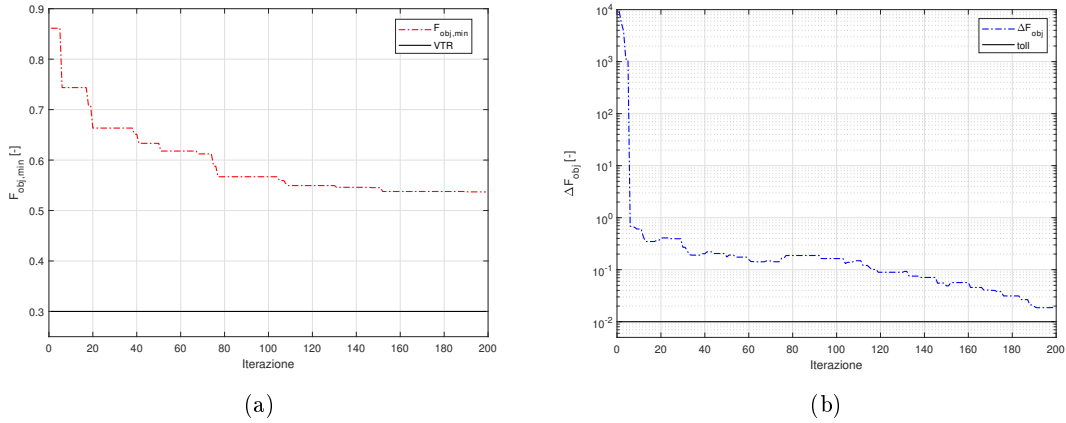 0.9
0.8
0.7
0.6
0.5
0.4
0.3
F_obj,min [-]
0 20 40 60 80 100 120 140 160 180 200
Iterazione
F_obj,min
VTR
(a)
10^4
10^3
10^2
10^1
10^0
10^-1
10^-2
ΔF_obj [-]
0 20 40 60 80 100 120 140 160 180 200
Iterazione
ΔF_obj
toll
(b)